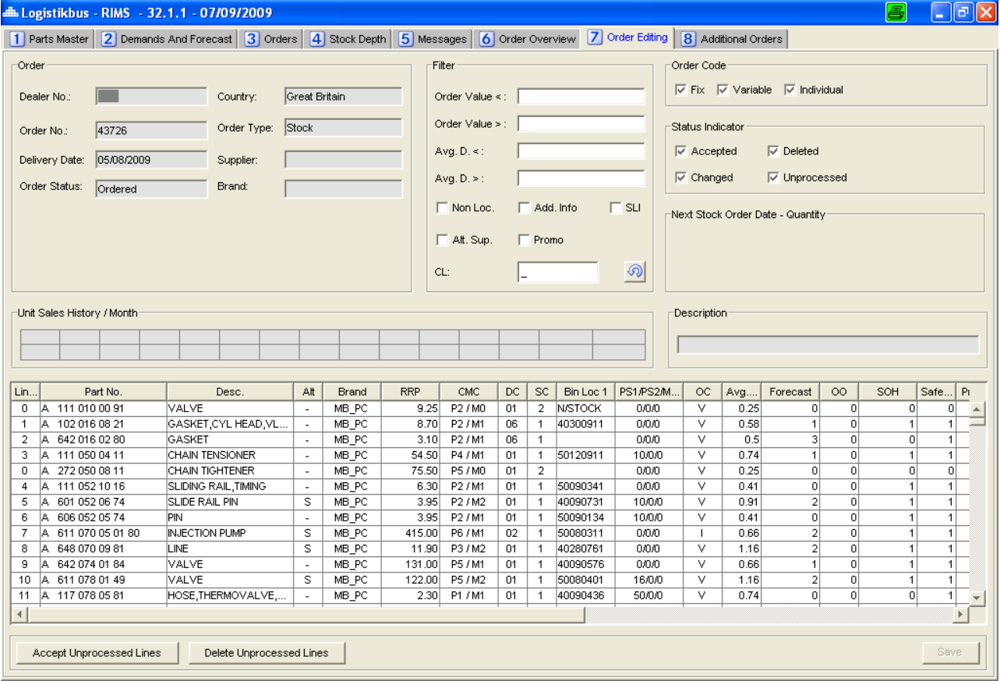 Logistikbus - RIMS - 32.1.1 - 07/09/2009
1 Parts Master 2 Demands And Forecast 3 Orders 4 Stock Depth 5 Messages 6 Order Overview 7 Order Editing 8 Additional Orders
Order
Dealer No.: Country: Great Britain
Order No.: 43726 Order Type: Stock
Delivery Date: 05/08/2009 Supplier:
Order Status: Ordered Brand:
Filter
Order Value < :
Order Value > :
Avg. D. < :
Avg. D. > :
Non Loc. Add. Info SLI
Alt. Sup. Promo
CL: _
Order Code
Fix Variable Individual
Status Indicator
Accepted Deleted
Changed Unprocessed
Next Stock Order Date - Quantity
Unit Sales History / Month
Description
Lin... Part No. Desc. Alt Brand RRP CMC DC SC Bin Loc 1 PS1/PS2/M... OC Avg.... Forecast OO SOH Safe... P
0 A 111 010 00 91 VALVE - MB_PC 9.25 P2 / M0 01 2 N/STOCK 0/0/0 V 0.25 0 0 0 0
1 A 102 016 08 21 GASKET,CYL HEAD,VL... - MB_PC 8.70 P2 / M1 06 1 40300911 0/0/0 V 0.58 1 0 1 1
2 A 642 016 02 80 GASKET - MB_PC 3.10 P2 / M1 06 1 0/0/0 V 0.5 3 0 0 1
3 A 111 050 04 11 CHAIN TENSIONER - MB_PC 54.50 P4 / M1 01 1 50120911 10/0/0 V 0.74 1 0 1 1
0 A 272 050 08 11 CHAIN TIGHTENER - MB_PC 75.50 P5 / M0 01 2 0/0/0 V 0.25 0 0 0 0
4 A 111 052 10 16 SLIDING RAIL,TIMING - MB_PC 6.30 P2 / M1 01 1 50090341 0/0/0 V 0.41 0 0 1 1
5 A 601 052 06 74 SLIDE RAIL PIN S MB_PC 3.95 P2 / M2 01 1 40090731 10/0/0 V 0.91 2 0 1 1
6 A 606 052 05 74 PIN - MB_PC 3.95 P2 / M1 01 1 50090134 10/0/0 V 0.41 0 0 1 1
7 A 611 070 05 01 80 INJECTION PUMP S MB_PC 415.00 P6 / M1 02 1 50080311 0/0/0 I 0.66 2 0 1 1
8 A 648 070 09 81 LINE S MB_PC 11.90 P3 / M2 01 1 40280761 0/0/0 V 1.16 2 0 1 1
9 A 642 074 01 84 VALVE - MB_PC 131.00 P5 / M1 01 1 40090576 0/0/0 V 0.66 1 0 1 1
10 A 611 078 01 49 VALVE S MB_PC 122.00 P5 / M2 01 1 50080401 16/0/0 V 1.16 2 0 1 1
11 A 117 078 05 81 HOSE,THERMOVALVE,... - MB_PC 2.30 P1 / M1 01 1 40090436 50/0/0 V 0.74 0 0 0 1
Accept Unprocessed Lines Delete Unprocessed Lines Save